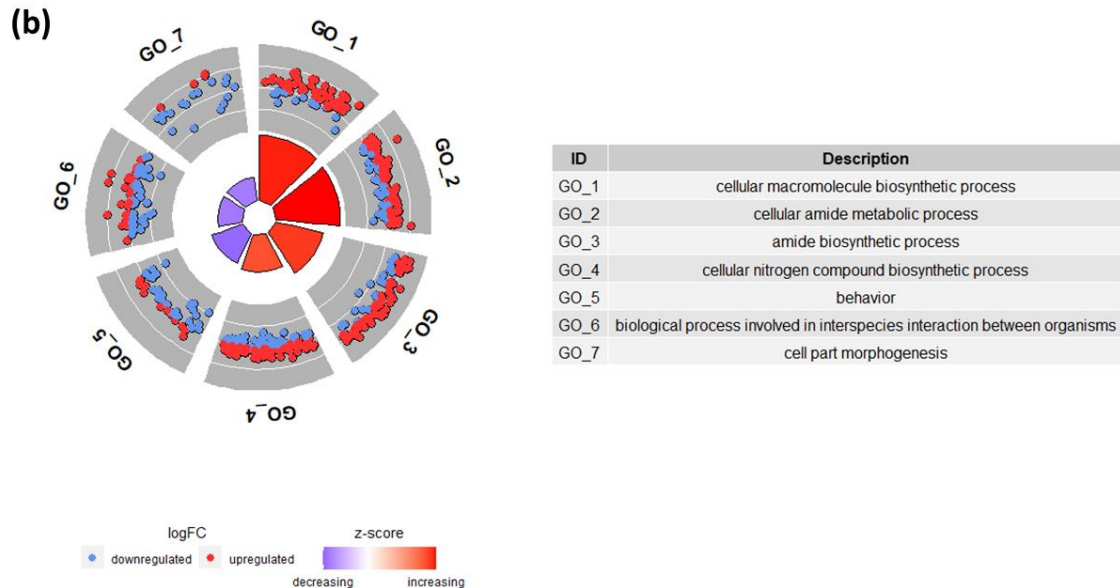 (b)
GO_1
GO_2
GO_3
GO_4
GO_5
GO_6
GO_7
ID Description
GO_1 cellular macromolecule biosynthetic process
GO_2 cellular amide metabolic process
GO_3 amide biosynthetic process
GO_4 cellular nitrogen compound biosynthetic process
GO_5 behavior
GO_6 biological process involved in interspecies interaction between organisms
GO_7 cell part morphogenesis
logFC z-score
downregulated upregulated
decreasing increasing